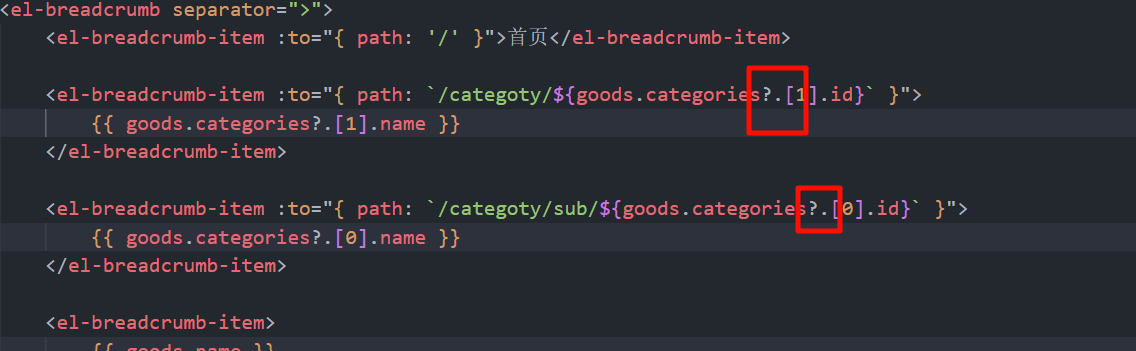 <el-breadcrumb separator=">">
<el-breadcrumb-item :to="{ path: '/' }">首页</el-breadcrumb-item>
<el-breadcrumb-item :to="{ path: `/categoty/${goods.categories?.[1].id}` }">
{{ goods.categories?.[1].name }}
</el-breadcrumb-item>
<el-breadcrumb-item :to="{ path: `/categoty/sub/${goods.categories?.[0].id}` }">
{{ goods.categories?.[0].name }}
</el-breadcrumb-item>
<el-breadcrumb-item>
{{ goods.name }}